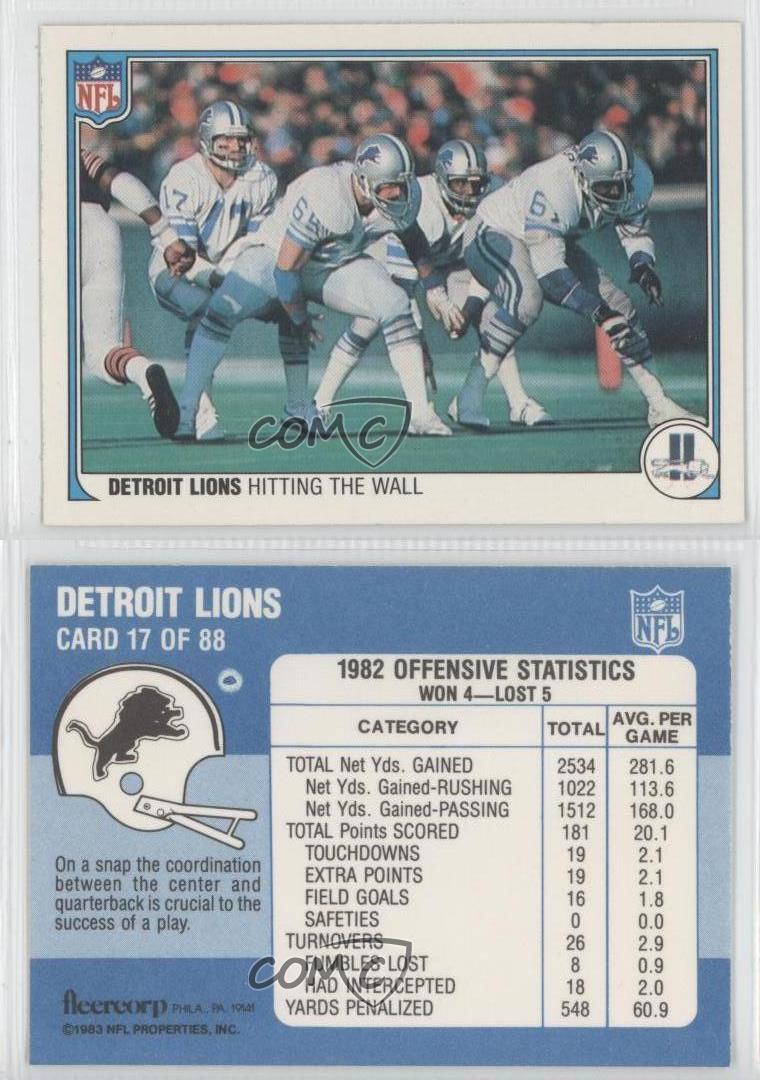 NFL
17
64
67
COMC
DETROIT LIONS HITTING THE WALL
DETROIT LIONS
CARD 17 OF 88
NFL
1982 OFFENSIVE STATISTICS
WON 4—LOST 5
CATEGORY TOTAL AVG. PER GAME
TOTAL Net Yds. GAINED 2534 281.6
Net Yds. Gained-RUSHING 1022 113.6
Net Yds. Gained-PASSING 1512 168.0
TOTAL Points SCORED 181 20.1
TOUCHDOWNS 19 2.1
EXTRA POINTS 19 2.1
FIELD GOALS 16 1.8
SAFETIES 0 0.0
TURNOVERS 26 2.9
FUMBLES LOST 8 0.9
HAD INTERCEPTED 18 2.0
YARDS PENALIZED 548 60.9
On a snap the coordination
between the center and
quarterback is crucial to the
success of a play.
COMC
fleercorp PHILA., PA. 19141
©1983 NFL PROPERTIES, INC.